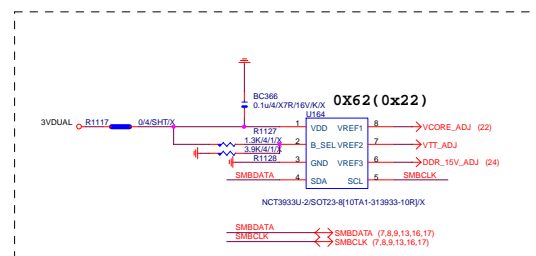 BC366
0.1u/4/X7R/16V/K/X
0X62(0x22)
U164
3VDUAL
R1117
0/4/SHT/X
R1127
1.3K/4/1/X
3.9K/4/1/X
R1128
1 VDD VREF1 8 VCORE_ADJ (22)
2 B_SEL VREF2 7 VTT_ADJ
3 GND VREF3 6 DDR_15V_ADJ (24)
SMBDATA 4 SDA SCL 5 SMBCLK
NCT3933U-2/SOT23-8[10TA1-313933-10R]/X
SMBDATA SMBDATA (7,8,9,13,16,17)
SMBCLK SMBCLK (7,8,9,13,16,17)